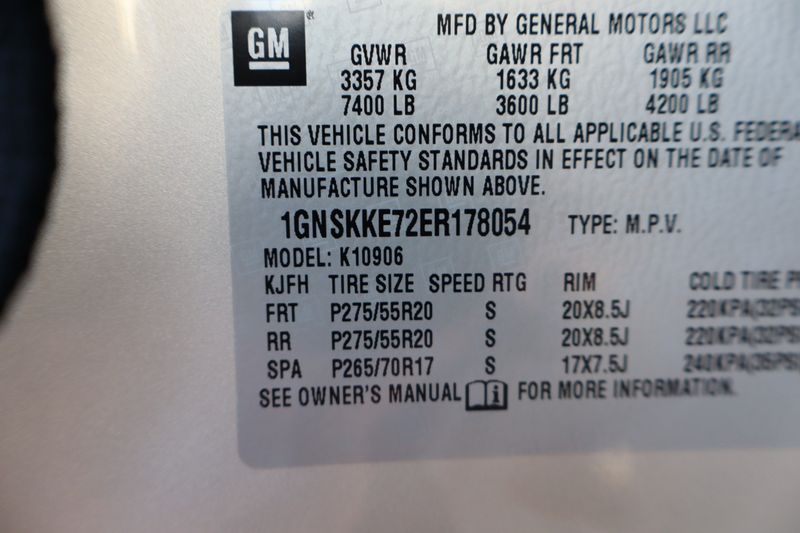 GM
MFD BY GENERAL MOTORS LLC
GVWR GAWR FRT GAWR RR
3357 KG 1633 KG 1905 KG
7400 LB 3600 LB 4200 LB
THIS VEHICLE CONFORMS TO ALL APPLICABLE U.S. FEDERA
VEHICLE SAFETY STANDARDS IN EFFECT ON THE DATE OF
MANUFACTURE SHOWN ABOVE.
1GNSKKE72ER178054 TYPE: M.P.V.
MODEL: K10906
KJFH TIRE SIZE SPEED RTG RIM COLD TIRE P
FRT P275/55R20 S 20X8.5J 220KPA(32PS
RR P275/55R20 S 20X8.5J 220KPA(32PS
SPA P265/70R17 S 17X7.5J 240KPA(35PS
SEE OWNER'S MANUAL i FOR MORE INFORMATION.